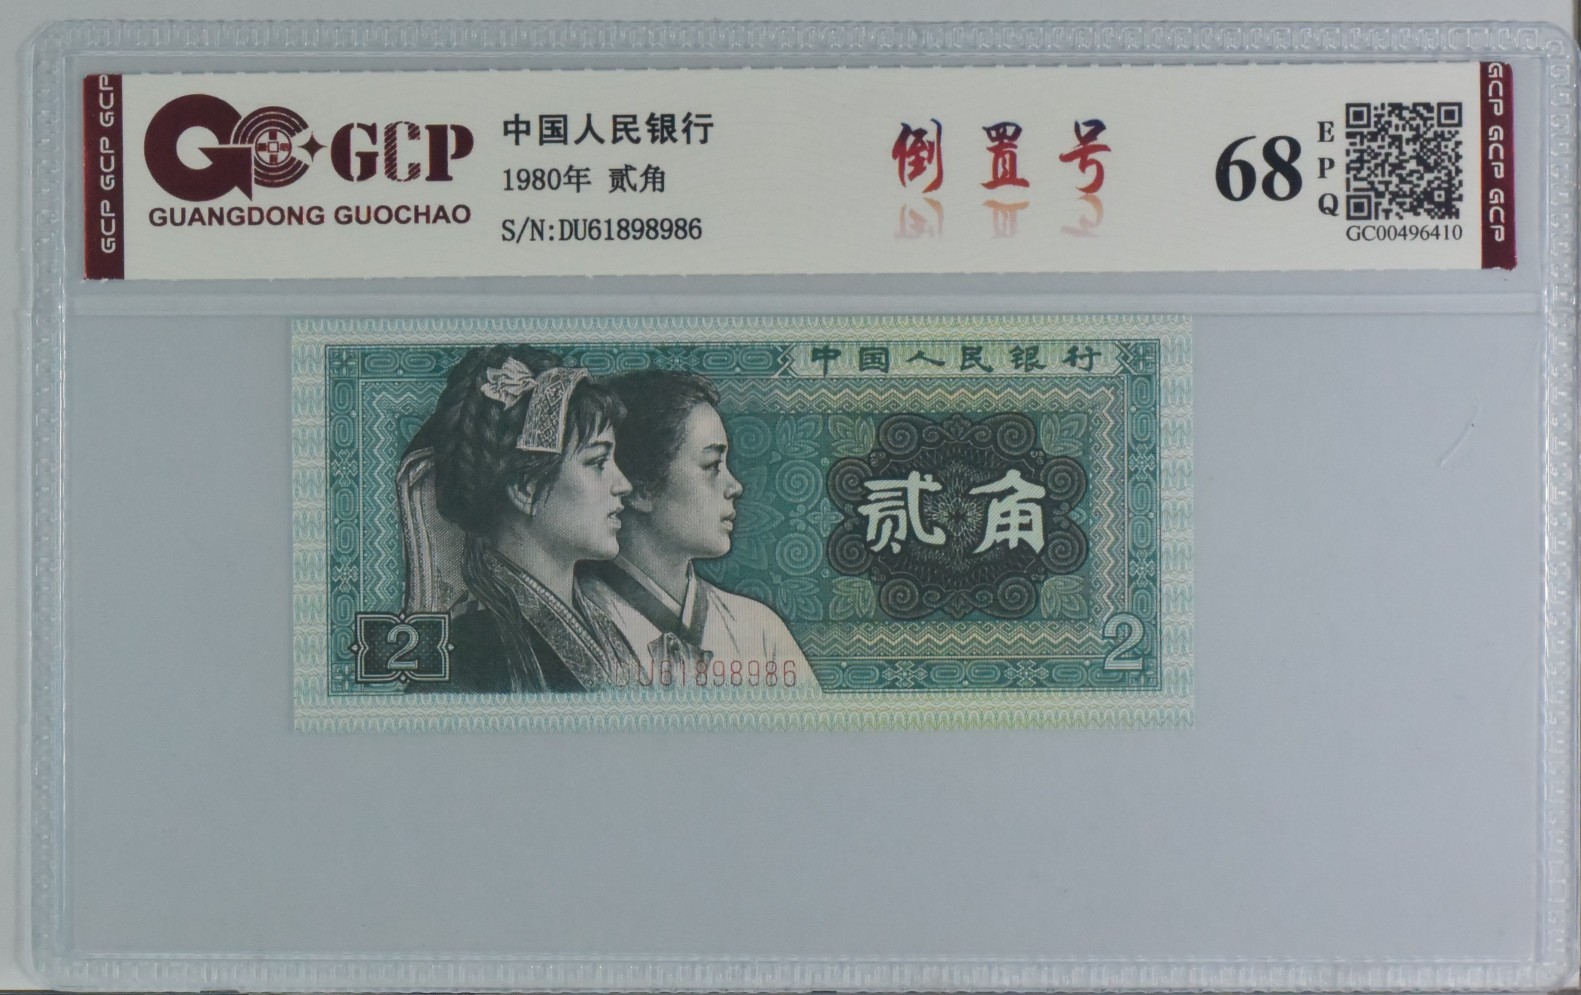 GCP GCP GCP
GCP
GUANGDONG GUOCHAO
中国人民银行
1980年 贰角
S/N:DU61898986
倒置号
68
EPQ
GC00496410
GCP GCP GCP
中国人民银行
贰角
2
2
DU61898986